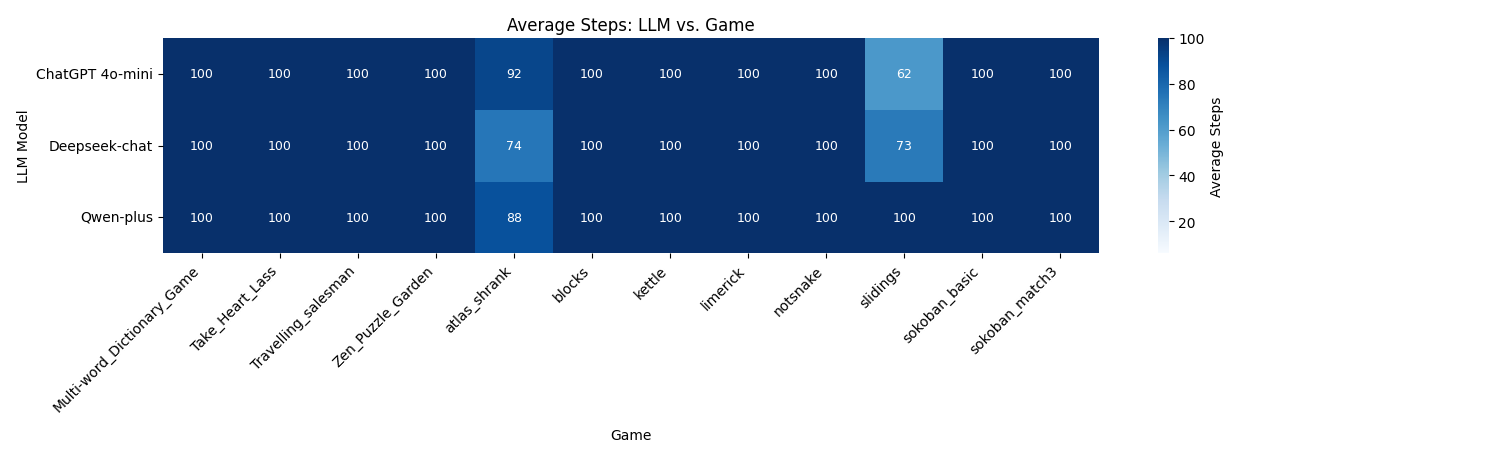 Average Steps: LLM vs. Game
LLM Model
ChatGPT 4o-mini 100 100 100 100 92 100 100 100 100 62 100 100
Deepseek-chat 100 100 100 100 74 100 100 100 100 73 100 100
Qwen-plus 100 100 100 100 88 100 100 100 100 100 100 100
Multi-word_Dictionary_Game
Take_Heart_Lass
Travelling_salesman
Zen_Puzzle_Garden
atlas_shrank
blocks
kettle
limerick
notsnake
slidings
sokoban_basic
sokoban_match3
Game
100
80
60
40
20
Average Steps